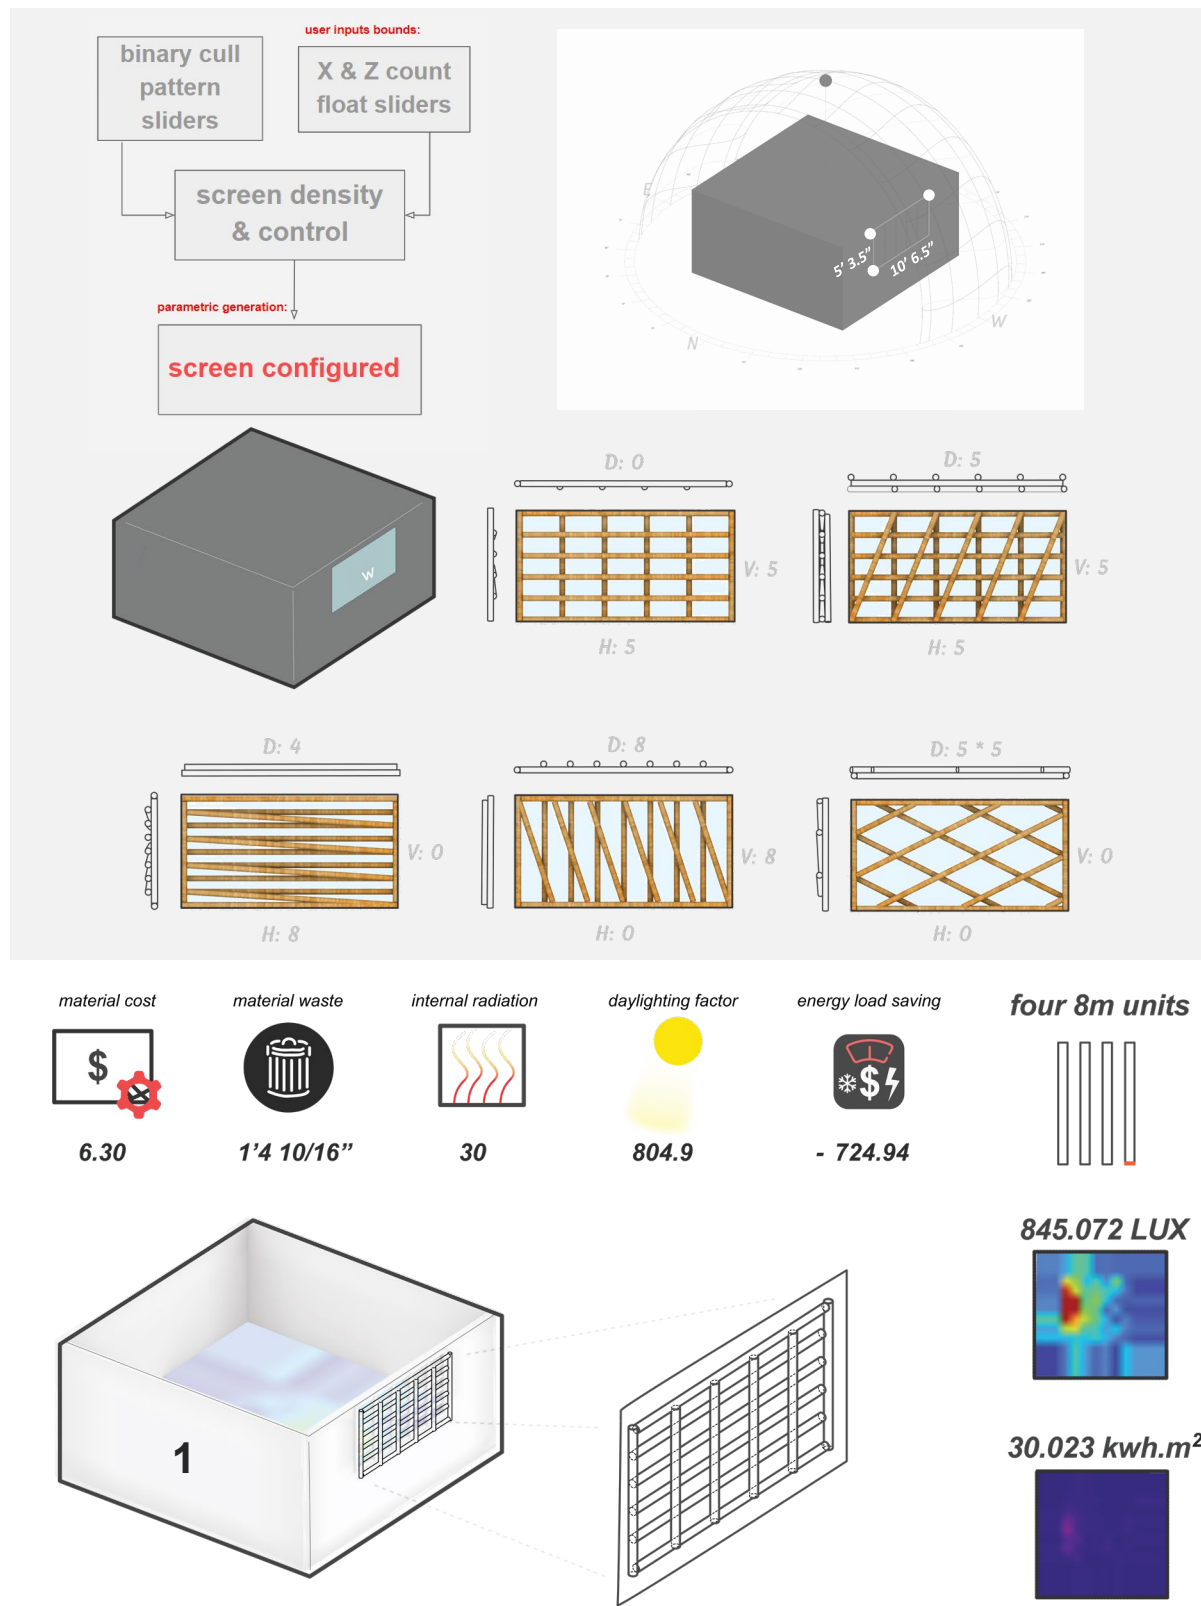 user inputs bounds:
binary cull
pattern
sliders
X & Z count
float sliders
screen density
& control
parametric generation:
screen configured
E
N
W
5' 3.5”
10' 6.5”
W
D: 0
V: 5
H: 5
D: 5
V: 5
H: 5
D: 4
V: 0
H: 8
D: 8
V: 8
H: 0
D: 5 * 5
V: 0
H: 0
material cost
material waste
internal radiation
daylighting factor
energy load saving
four 8m units
$
$
6.30
1’4 10/16”
30
804.9
- 724.94
845.072 LUX
1
30.023 kwh.m²